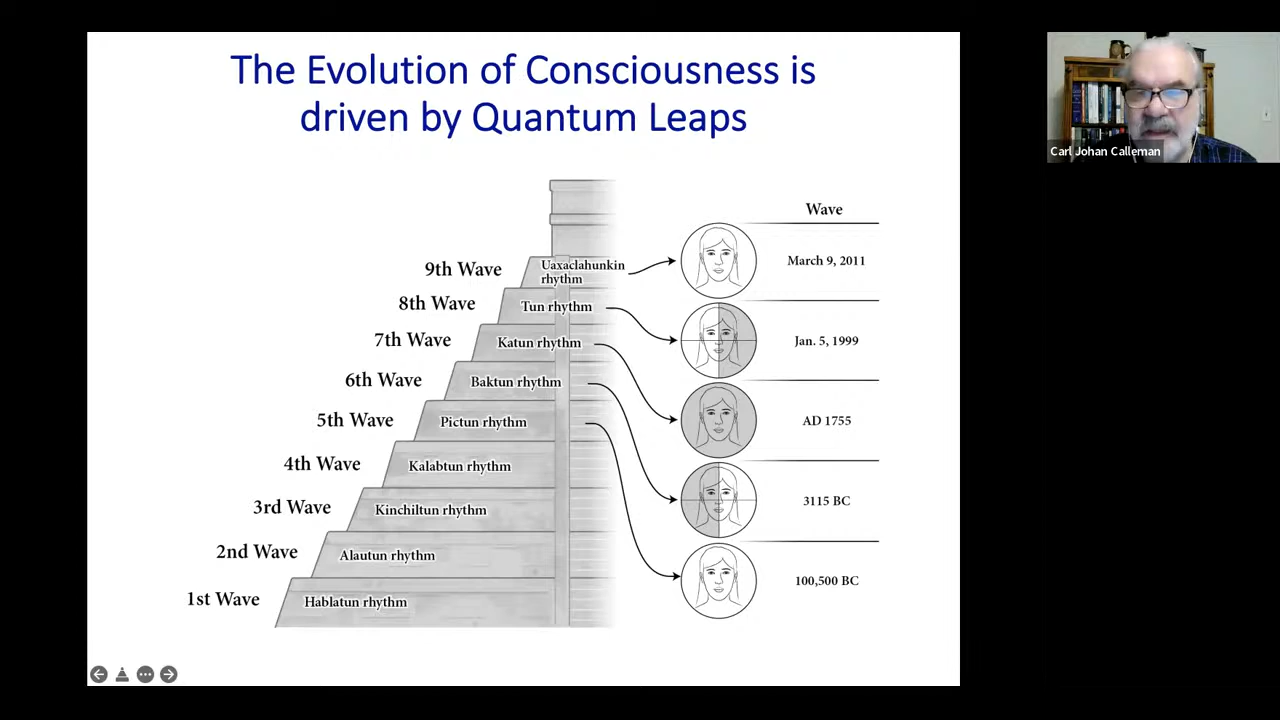 The Evolution of Consciousness is
driven by Quantum Leaps
Carl Johan Calleman
Wave
9th Wave
Uaxaclahunkin
rhythm
March 9, 2011
8th Wave
Tun rhythm
Jan. 5, 1999
7th Wave
Katun rhythm
AD 1755
6th Wave
Baktun rhythm
3115 BC
5th Wave
Pictun rhythm
100,500 BC
4th Wave
Kalabtun rhythm
3rd Wave
Kinchiltun rhythm
2nd Wave
Alautun rhythm
1st Wave
Hablatun rhythm